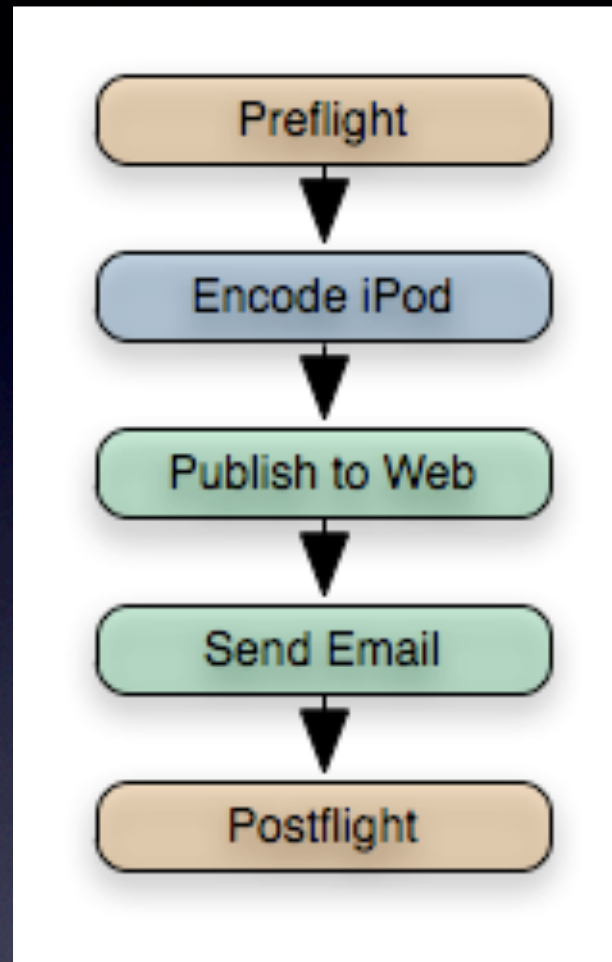 Preflight
Encode iPod
Publish to Web
Send Email
Postflight